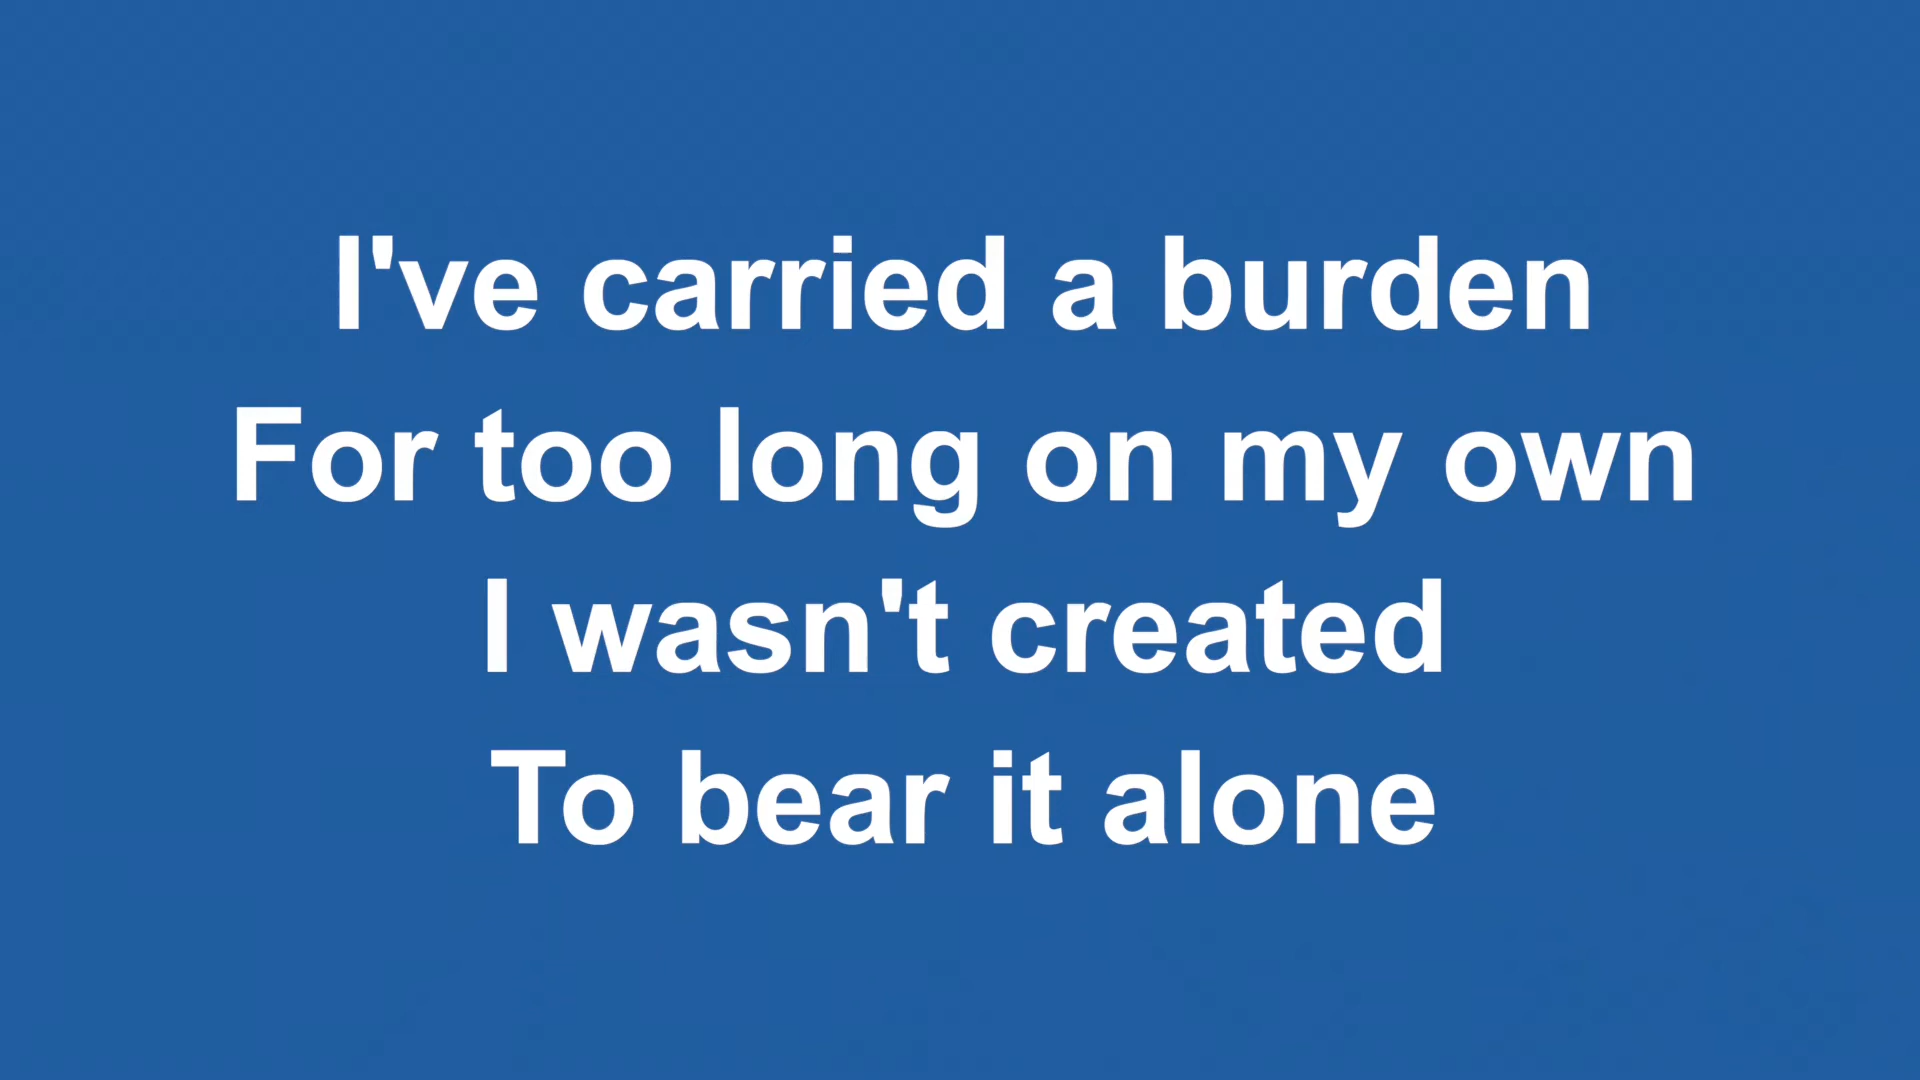 I've carried a burden
For too long on my own
I wasn't created
To bear it alone